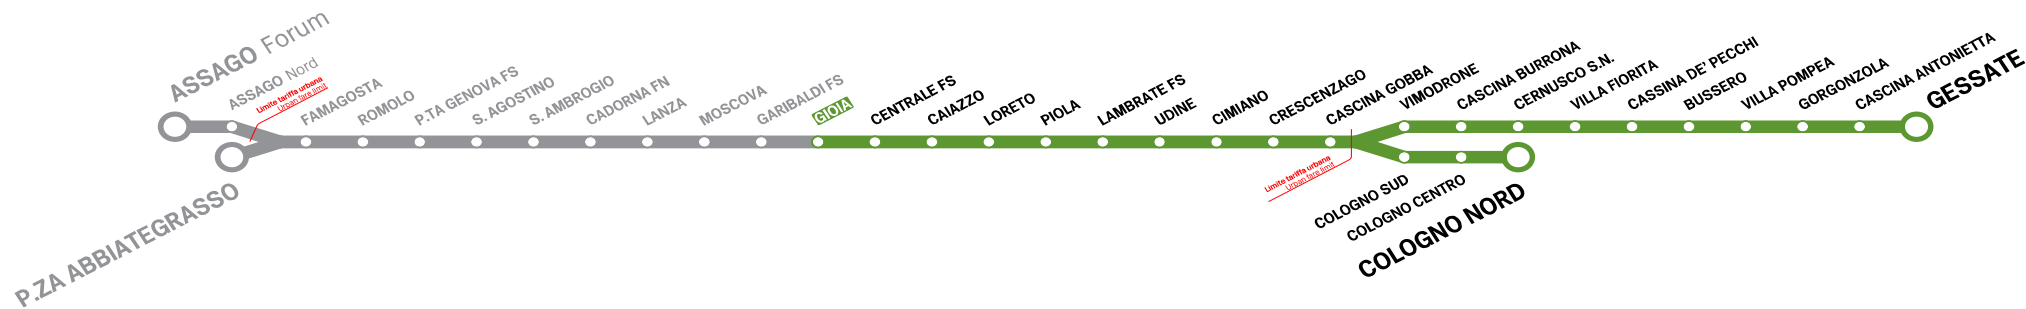 ASSAGO Forum
ASSAGO Nord
Limite tariffa urbana
Urban fare limit
FAMAGOSTA
ROMOLO
P.TA GENOVA FS
S. AGOSTINO
S. AMBROGIO
CADORNA FN
LANZA
MOSCOVA
GARIBALDI FS
GIOIA
CENTRALE FS
CAIAZZO
LORETO
PIOLA
LAMBRATE FS
UDINE
CIMIANO
CRESCENZAGO
CASCINA GOBBA
VIMODRONE
CASCINA BURRONA
CERNUSCO S.N.
VILLA FIORITA
CASSINA DE' PECCHI
BUSSERO
VILLA POMPEA
GORGONZOLA
CASCINA ANTONIETTA
GESSATE
P.ZA ABBIATEGRASSO
Limite tariffa urbana
Urban fare limit
COLOGNO SUD
COLOGNO CENTRO
COLOGNO NORD